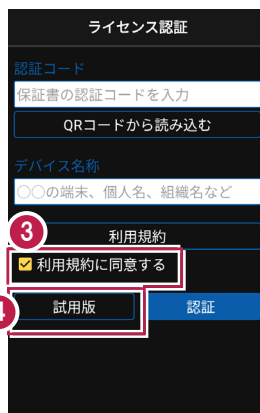 ライセンス認証
認証コード
保証書の認証コードを入力
QRコードから読み込む
デバイス名称
○○の端末、個人名、組織名など
3
利用規約
利用規約に同意する
4
試用版
認証